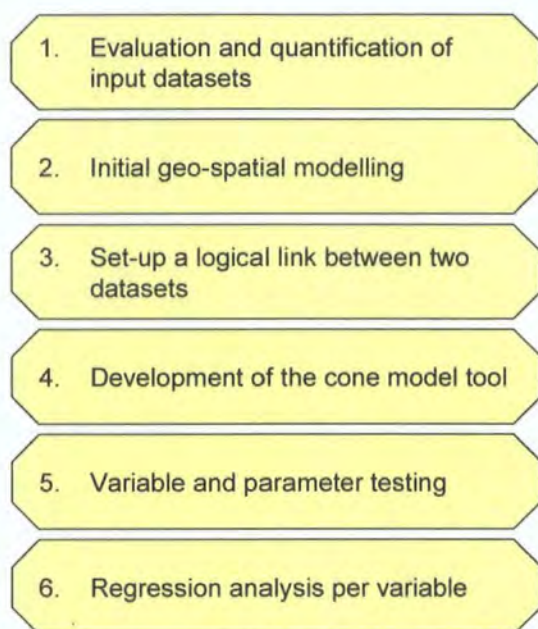 1. Evaluation and quantification of
input datasets
2. Initial geo-spatial modelling
3. Set-up a logical link between two
datasets
4. Development of the cone model tool
5. Variable and parameter testing
6. Regression analysis per variable